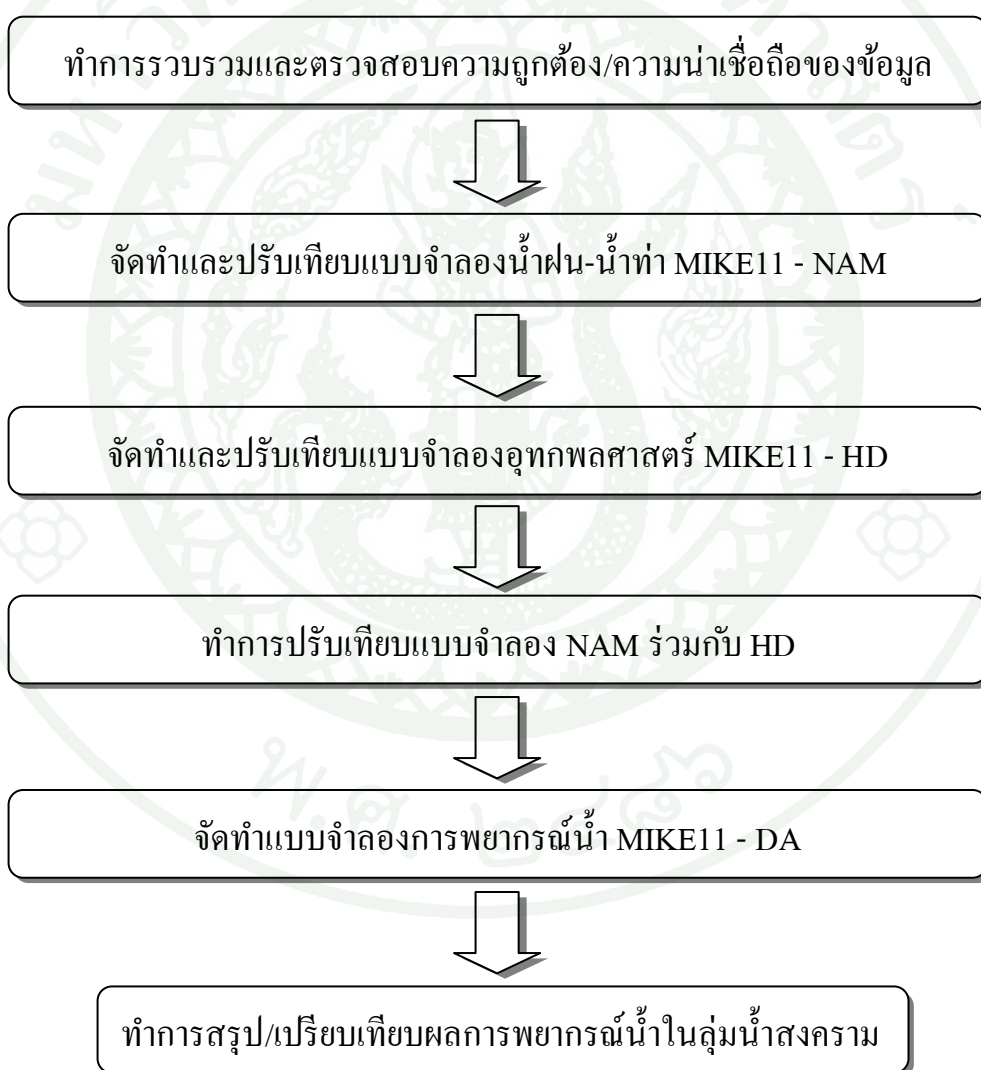 ทำการรวบรวมและตรวจสอบความถูกต้อง/ความน่าเชื่อถือของข้อมูล
จัดทำและปรับเทียบแบบจำลองน้ำฝน-น้ำท่า MIKE11 - NAM
จัดทำและปรับเทียบแบบจำลองอุทกพลศาสตร์ MIKE11 - HD
ทำการปรับเทียบแบบจำลอง NAM ร่วมกับ HD
จัดทำแบบจำลองการพยากรณ์น้ำ MIKE11 - DA
ทำการสรุป/เปรียบเทียบผลการพยากรณ์น้ำในลุ่มน้ำสงคราม
พ.ศ. ๒๔๘๖